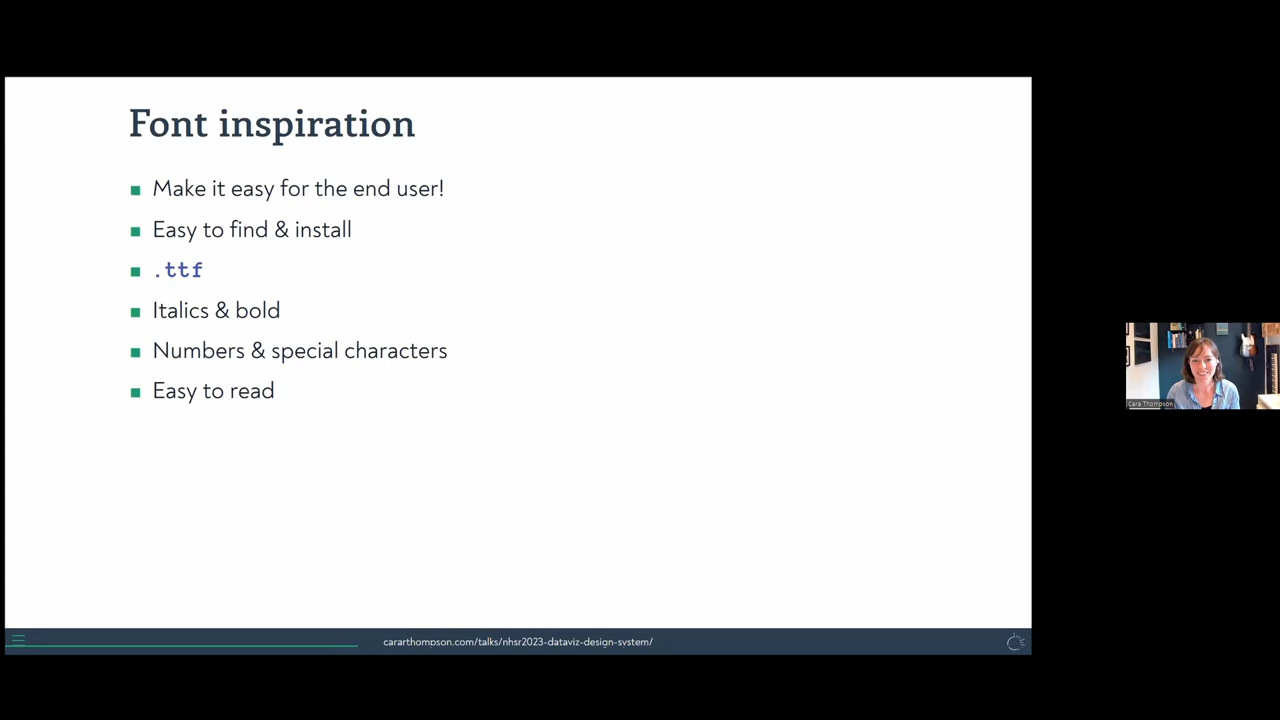 Font inspiration
Make it easy for the end user!
Easy to find & install
.ttf
Italics & bold
Numbers & special characters
Easy to read
Cara Thompson
cararthompson.com/talks/nhsr2023-dataviz-design-system/